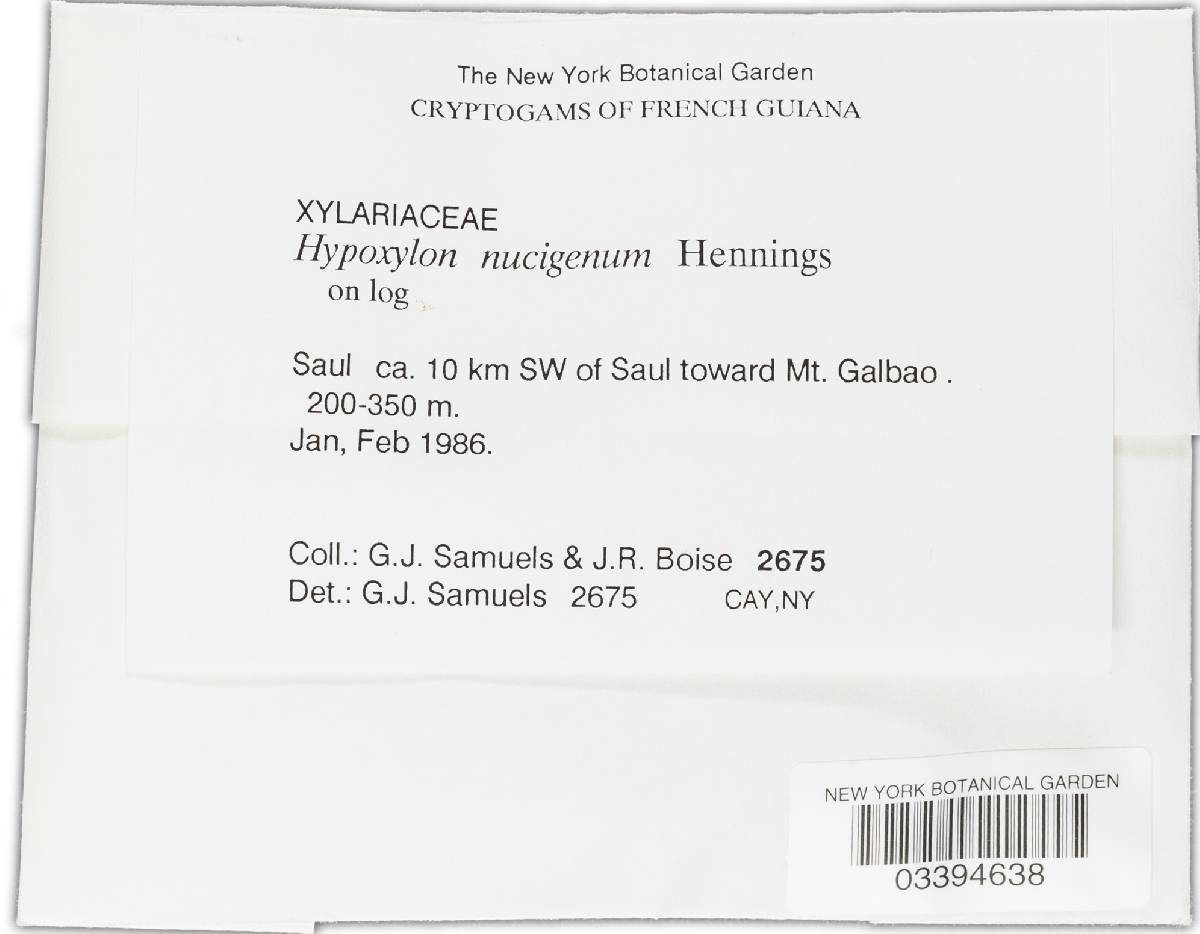 The New York Botanical Garden
CRYPTOGAMS OF FRENCH GUIANA
XYLARIACEAE
Hypoxylon nucigenum Hennings
on log
Saul ca. 10 km SW of Saul toward Mt. Galbao .
200-350 m.
Jan, Feb 1986.
Coll.: G.J. Samuels & J.R. Boise 2675
Det.: G.J. Samuels 2675 CAY,NY
NEW YORK BOTANICAL GARDEN
03394638